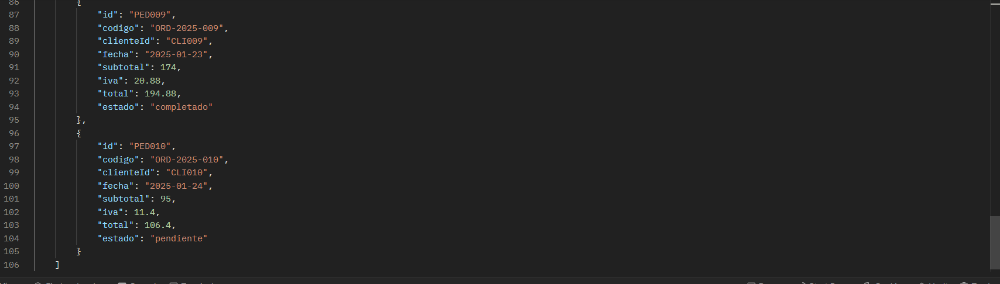 86 {
87 "id": "PED009",
88 "codigo": "ORD-2025-009",
89 "clienteId": "CLI009",
90 "fecha": "2025-01-23",
91 "subtotal": 174,
92 "iva": 20.88,
93 "total": 194.88,
94 "estado": "completado"
95 },
96 {
97 "id": "PED010",
98 "codigo": "ORD-2025-010",
99 "clienteId": "CLI010",
100 "fecha": "2025-01-24",
101 "subtotal": 95,
102 "iva": 11.4,
103 "total": 106.4,
104 "estado": "pendiente"
105 }
106 ]